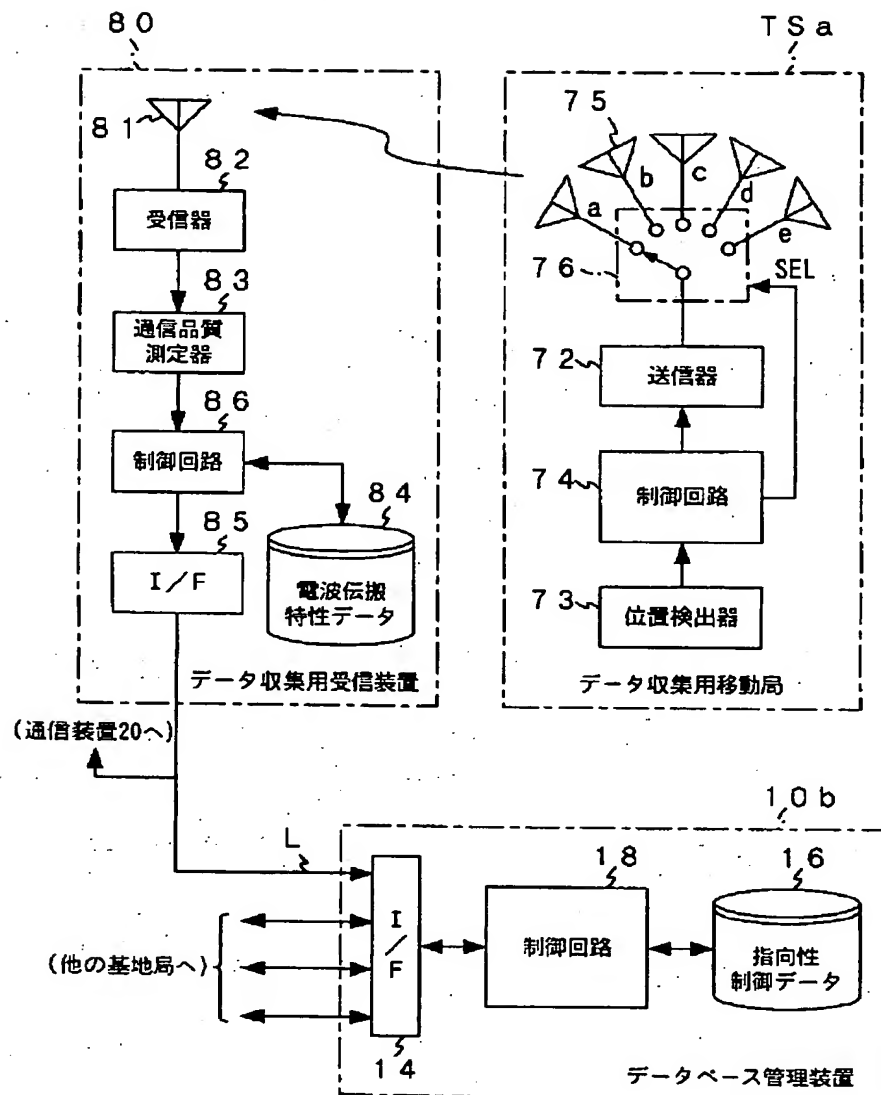 ８０
８１
８２
受信器
８３
通信品質
測定器
８６
制御回路
８４
８５
Ｉ／Ｆ
電波伝搬
特性データ
データ収集用受信装置
(通信装置20へ)
ＴＳａ
７５
a
b
c
d
e
７６
SEL
７２
送信器
７４
制御回路
７３
位置検出器
データ収集用移動局
１０ｂ
L
Ｉ／Ｆ
１４
１８
制御回路
１６
指向性
制御データ
(他の基地局へ)
データベース管理装置